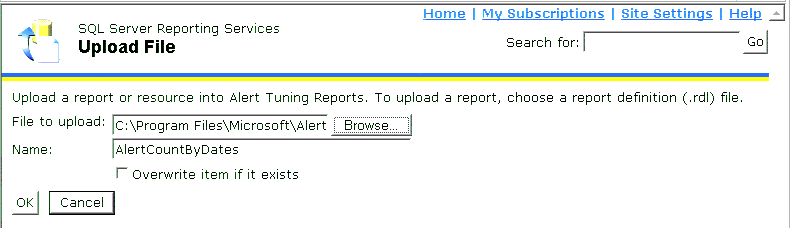 Home | My Subscriptions | Site Settings | Help
SQL Server Reporting Services
Upload File
Search for: Go
Upload a report or resource into Alert Tuning Reports. To upload a report, choose a report definition (.rdl) file.
File to upload: C:\Program Files\Microsoft\Alert Browse...
Name: AlertCountByDates
Overwrite item if it exists
OK Cancel